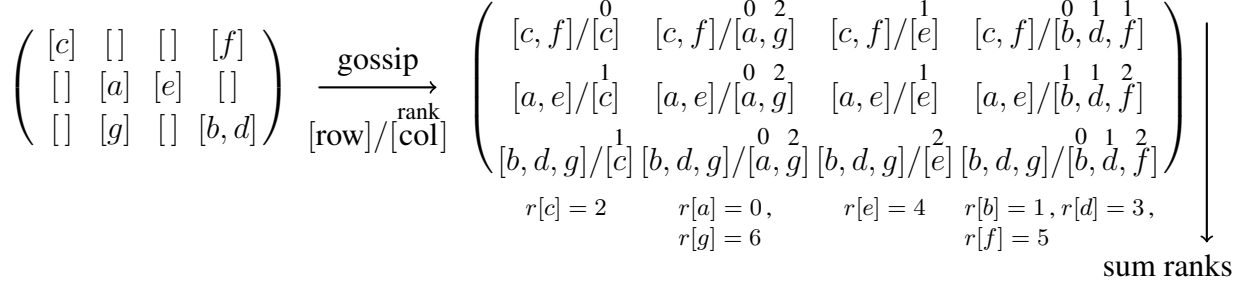 [c] [ ] [ ] [f]
[ ] [a] [e] [ ]
[ ] [g] [ ] [b, d]
gossip
rank
[row]/[col]
0 0 2 1 0 1 1
[c, f]/[c] [c, f]/[a, g] [c, f]/[e] [c, f]/[b, d, f]
1 0 2 1 1 1 2
[a, e]/[c] [a, e]/[a, g] [a, e]/[e] [a, e]/[b, d, f]
1 0 2 2 0 1 2
[b, d, g]/[c] [b, d, g]/[a, g] [b, d, g]/[e] [b, d, g]/[b, d, f]
r[c] = 2 r[a] = 0 , r[e] = 4 r[b] = 1 , r[d] = 3 ,
r[g] = 6 r[f] = 5
sum ranks